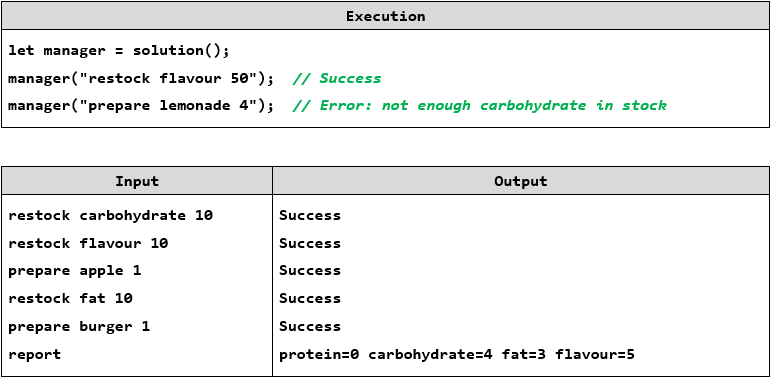 Execution
let manager = solution();
manager("restock flavour 50");  // Success
manager("prepare lemonade 4");  // Error: not enough carbohydrate in stock
Input Output
restock carbohydrate 10 Success
restock flavour 10 Success
prepare apple 1 Success
restock fat 10 Success
prepare burger 1 Success
report protein=0 carbohydrate=4 fat=3 flavour=5